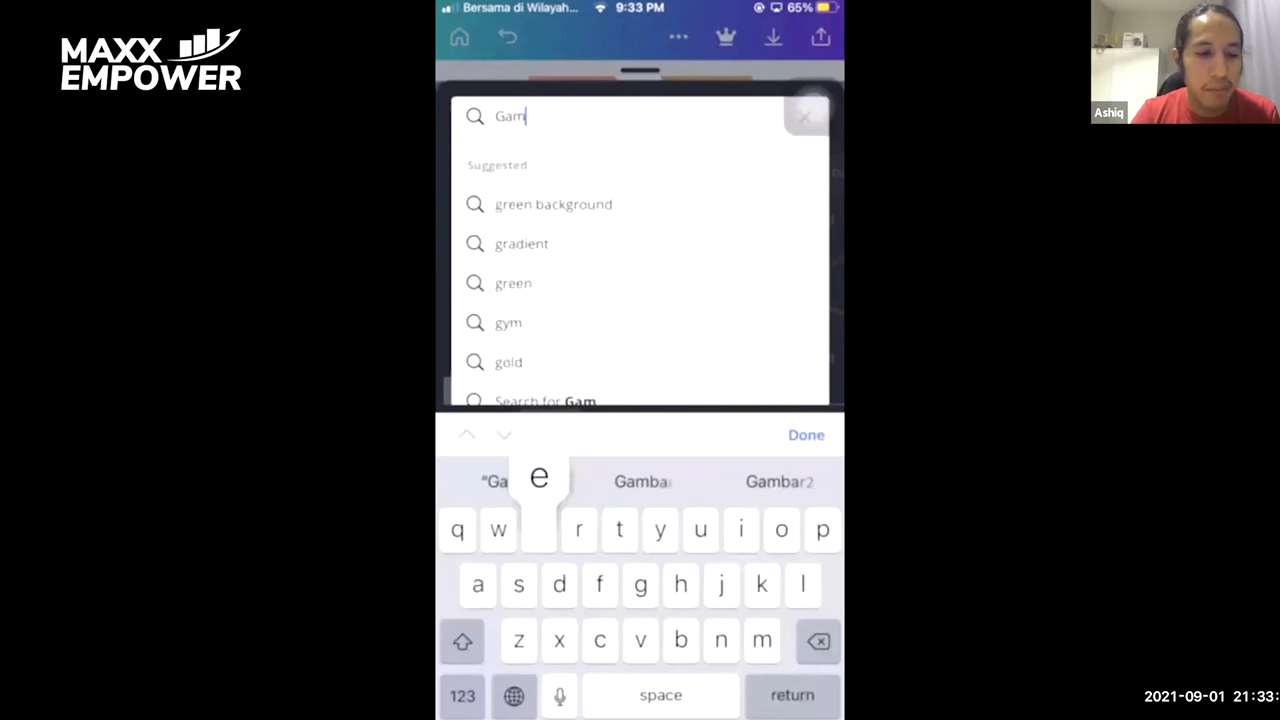 MAXX
EMPOWER
Bersama di Wilayah...
9:33 PM
65%
Ashiq
Gam
Suggested
green background
gradient
green
gym
gold
Search for Gam
Done
"Ga
e
Gambar
Gambar2
q w r t y u i o p
a s d f g h j k l
z x c v b n m
123
space
return
2021-09-01 21:33: